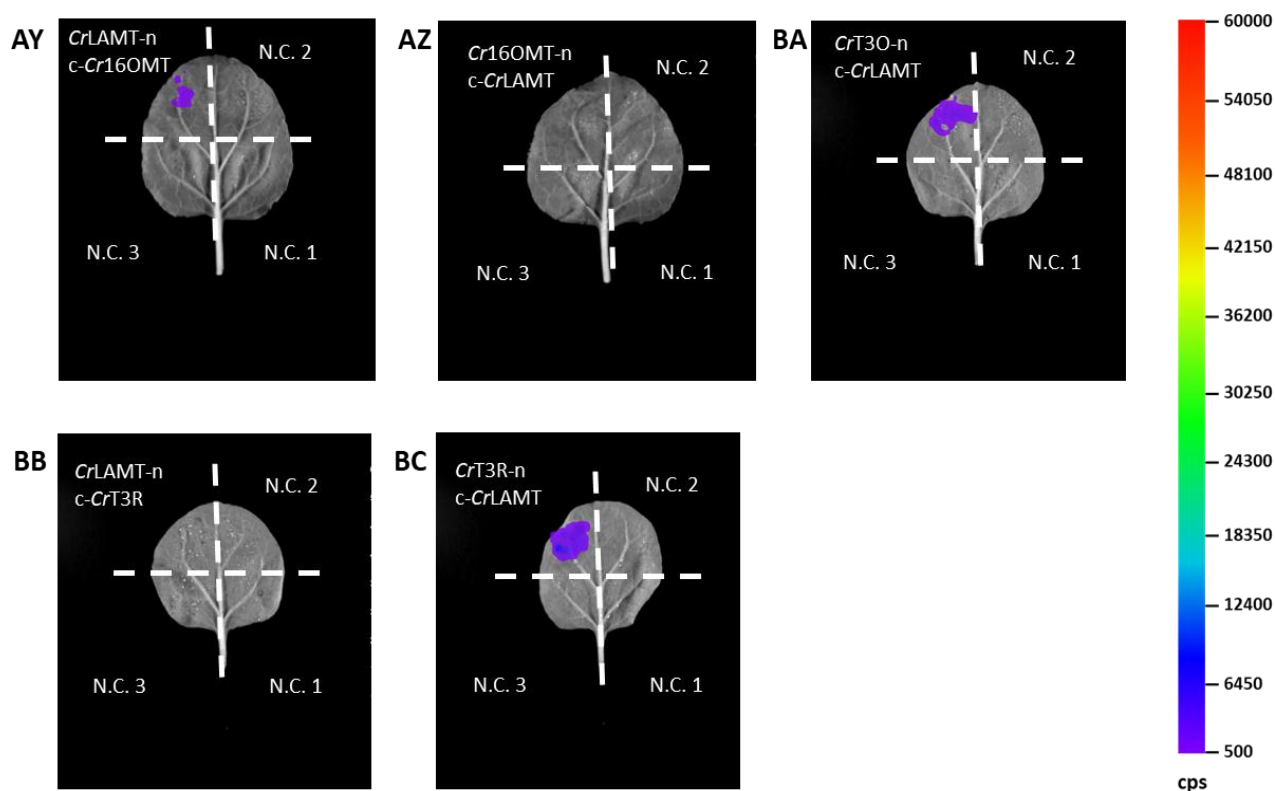 AY
CrLAMT-n
c-Cr16OMT
N.C. 2
N.C. 3
N.C. 1
AZ
Cr16OMT-n
c-CrLAMT
N.C. 2
N.C. 3
N.C. 1
BA
CrT3O-n
c-CrLAMT
N.C. 2
N.C. 3
N.C. 1
BB
CrLAMT-n
c-CrT3R
N.C. 2
N.C. 3
N.C. 1
BC
CrT3R-n
c-CrLAMT
N.C. 2
N.C. 3
N.C. 1
60000
54050
48100
42150
36200
30250
24300
18350
12400
6450
500
cps